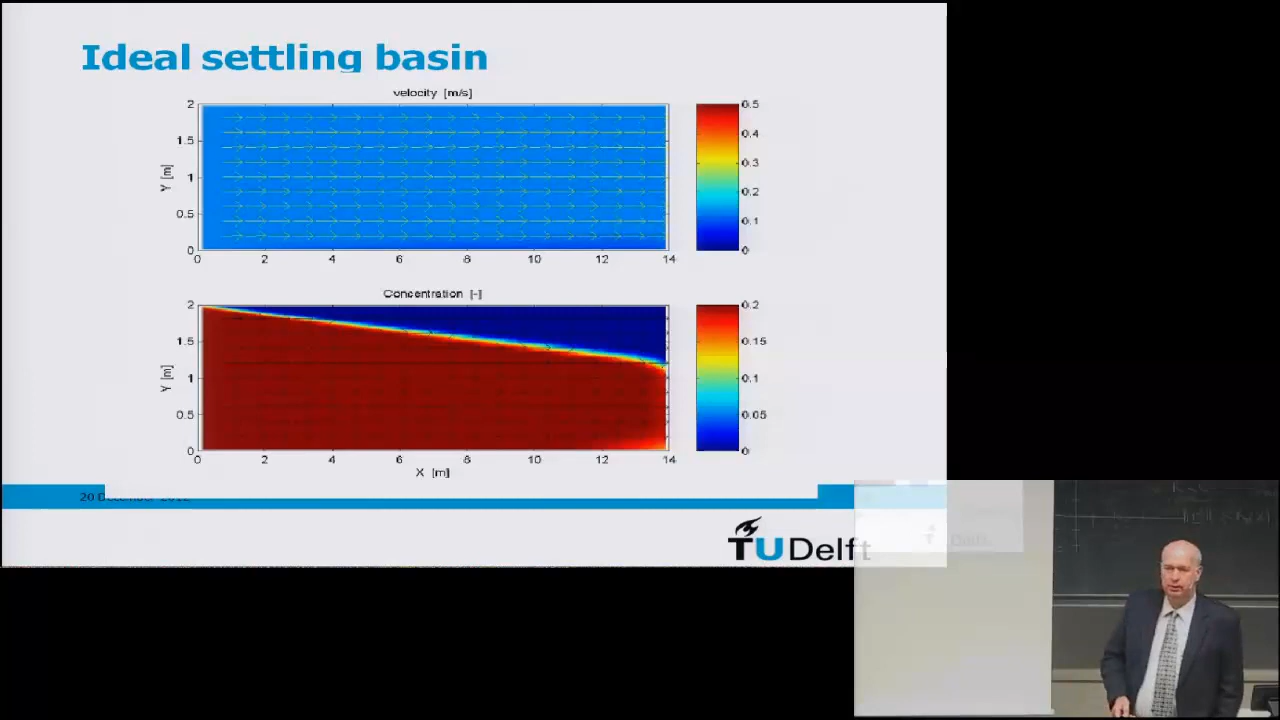 Ideal settling basin
velocity [m/s]
2
1.5
1
0.5
0
Y [m]
0 2 4 6 8 10 12 14
0.5
0.4
0.3
0.2
0.1
0
Concentration [-]
2
1.5
1
0.5
0
Y [m]
0 2 4 6 8 10 12 14
X [m]
0.2
0.15
0.1
0.05
0
20 December 2012
TU Delft